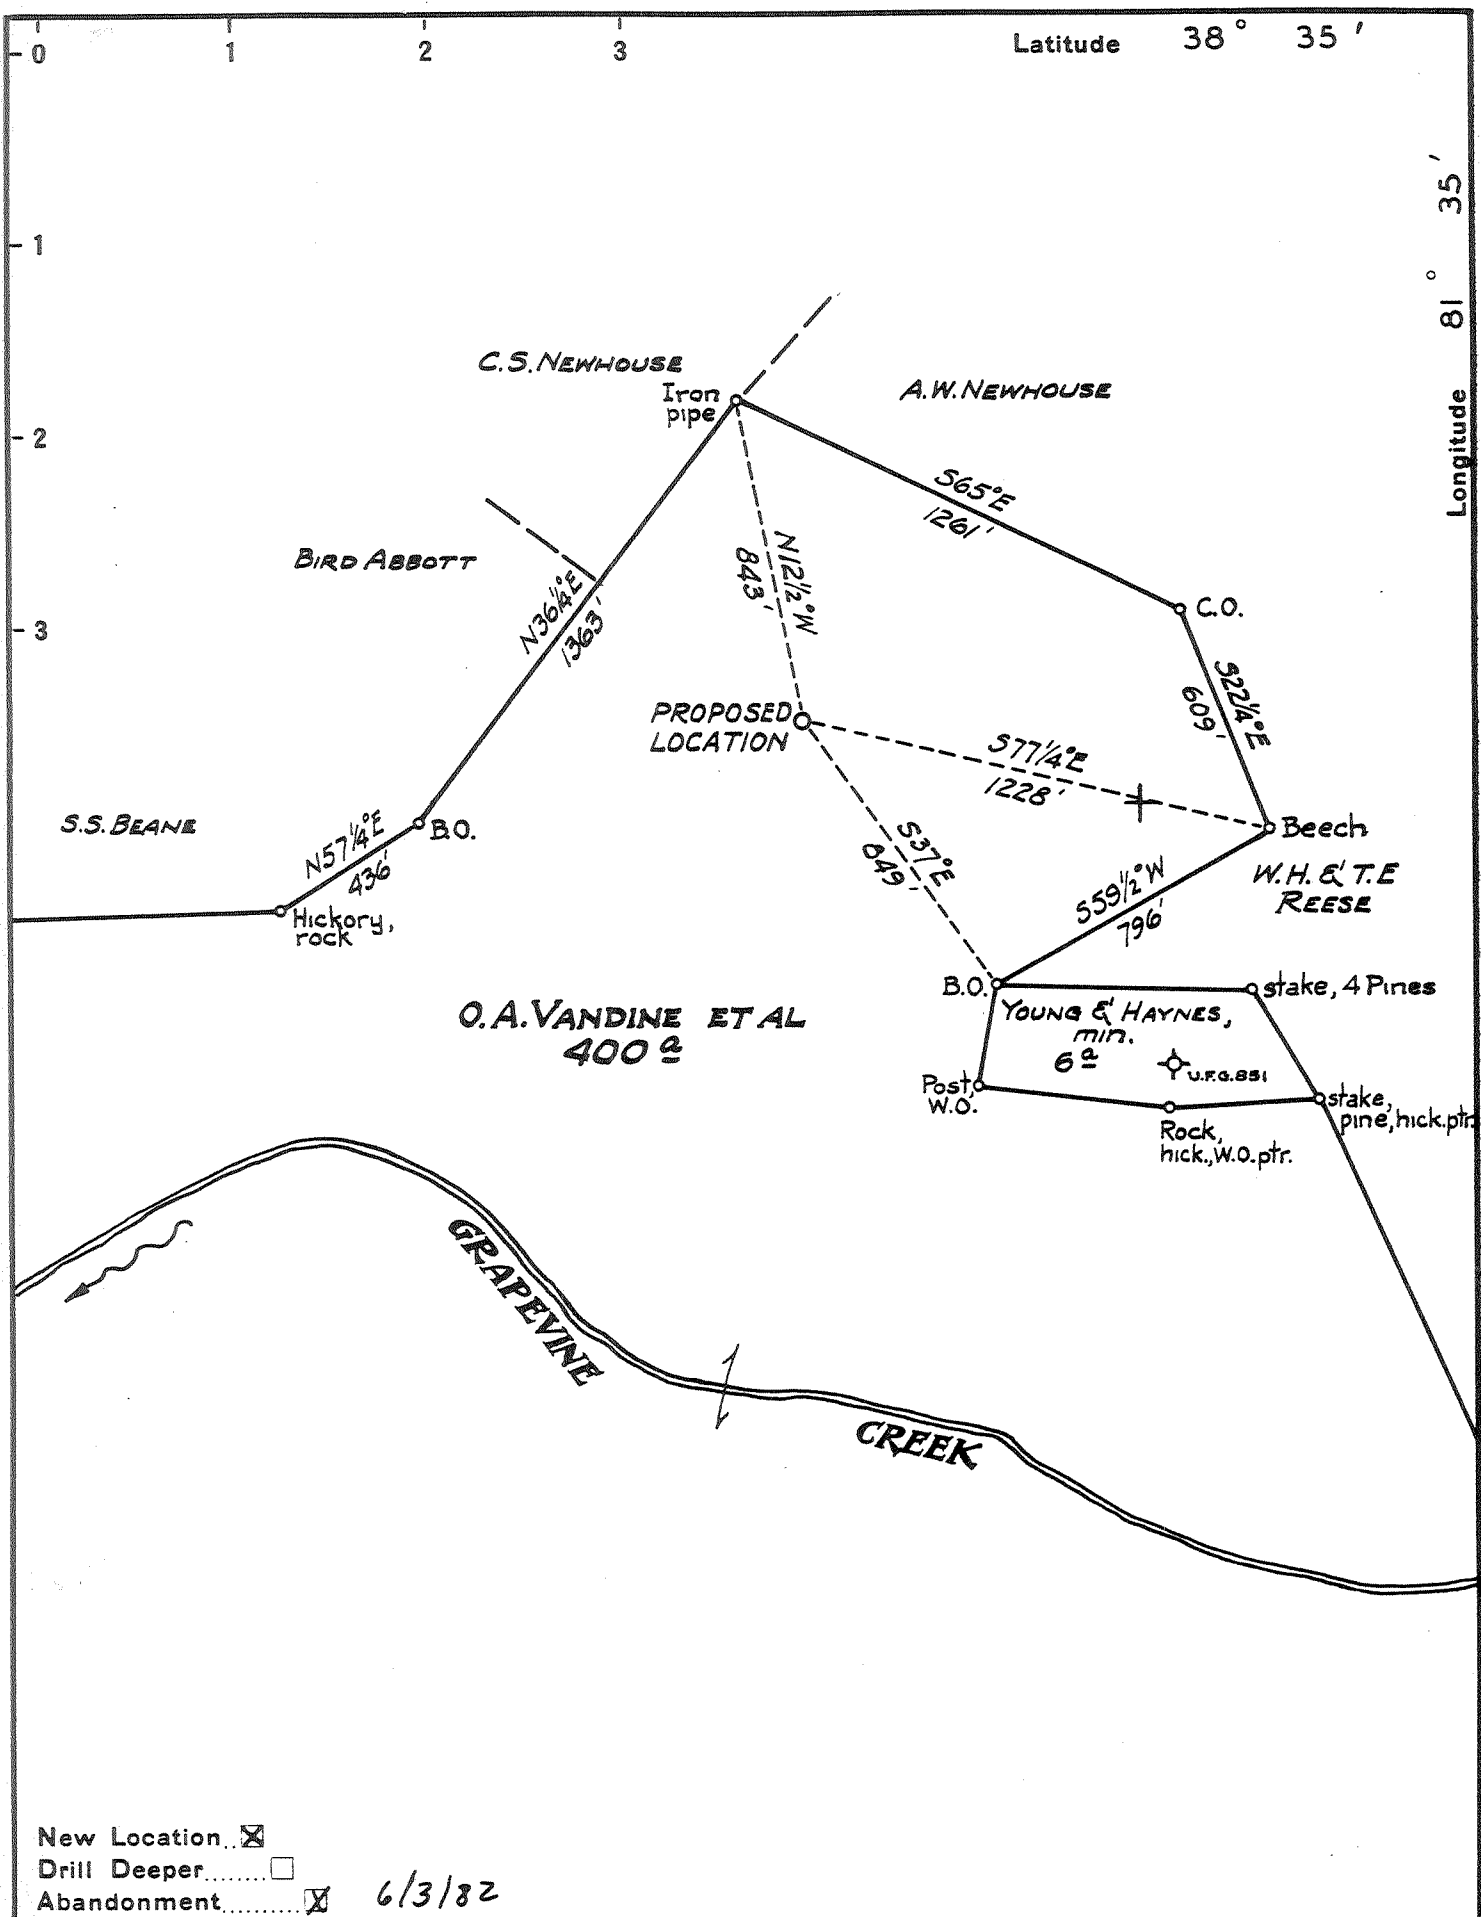 0 1 2 3
Latitude 38° 35'
Longitude 81° 35'
1
2
3
C.S. NEWHOUSE
Iron
pipe
A.W. NEWHOUSE
S65°E
1261'
BIRD ABBOTT
N36¼°E
1363'
N12½°W
843'
C.O.
S22¼°E
609'
PROPOSED
LOCATION
S77¼°E
1228'
S.S. BEANE
N57¼°E
436'
B.O.
S37°E
849'
Beech
W.H. & T.E
REESE
S59½°W
796'
Hickory,
rock
B.O.
stake, 4 Pines
O.A. VANDINE ET AL
400 a
YOUNG & HAYNES,
min.
6 a
U.F.G. 851
Post,
W.O.
stake,
pine, hick. ptr.
Rock,
hick., W.O. ptr.
GRAPEVINE
CREEK
New Location.. ☒
Drill Deeper........ ☐
Abandonment.......... ☒ 6/3/82